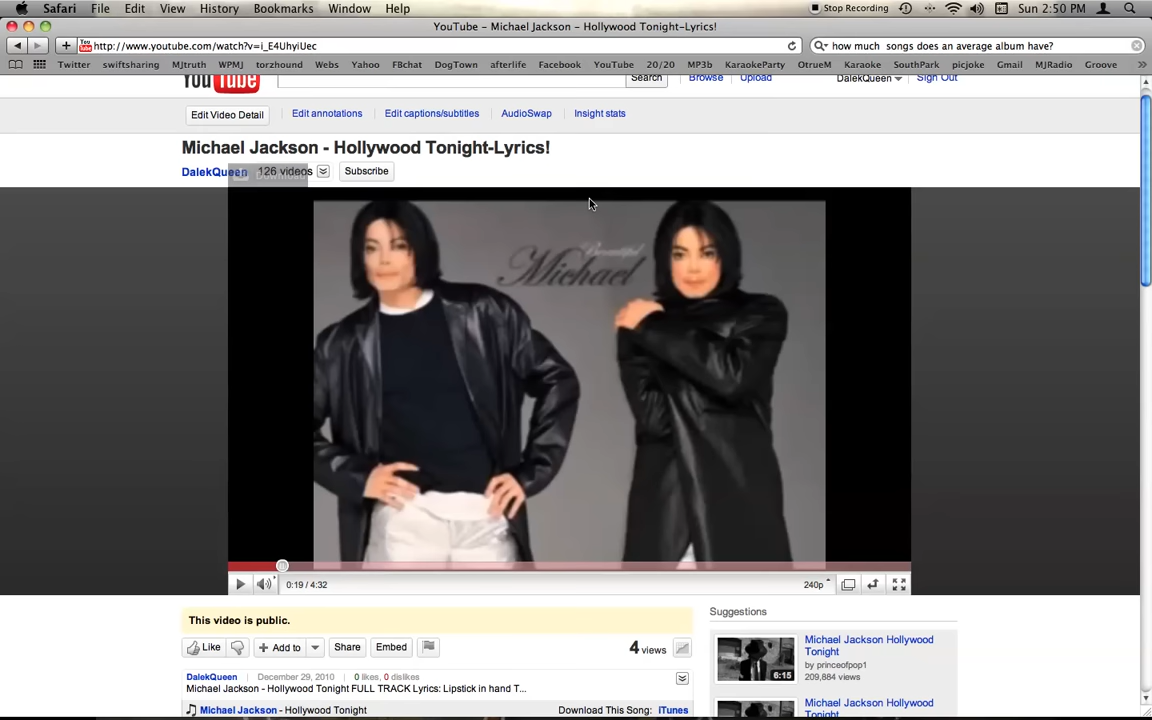 Safari File Edit View History Bookmarks Window Help Stop Recording Sun 2:50 PM
YouTube - Michael Jackson - Hollywood Tonight-Lyrics!
http://www.youtube.com/watch?v=i_E4UhyiUec how much songs does an average album have?
Twitter swiftsharing MJtruth WPMJ torzhound Webs Yahoo FBchat DogTown afterlife Facebook YouTube 20/20 MP3b KaraokeParty OtrueM Karaoke SouthPark picjoke Gmail MJRadio Groove
You Tube Search Browse Upload DalekQueen Sign Out
Edit Video Detail Edit annotations Edit captions/subtitles AudioSwap Insight stats
Michael Jackson - Hollywood Tonight-Lyrics!
DalekQueen 126 videos Subscribe
Beautiful
Michael
0:19 / 4:32 240p
This video is public.
Suggestions
Like Add to Share Embed 4 views
Michael Jackson Hollywood
Tonight
by princeofpop1
209,884 views
6:15
DalekQueen December 29, 2010 0 likes, 0 dislikes
Michael Jackson - Hollywood Tonight FULL TRACK Lyrics: Lipstick in hand T...
Michael Jackson - Hollywood Tonight Download This Song: iTunes
Michael Jackson Hollywood
Tonight